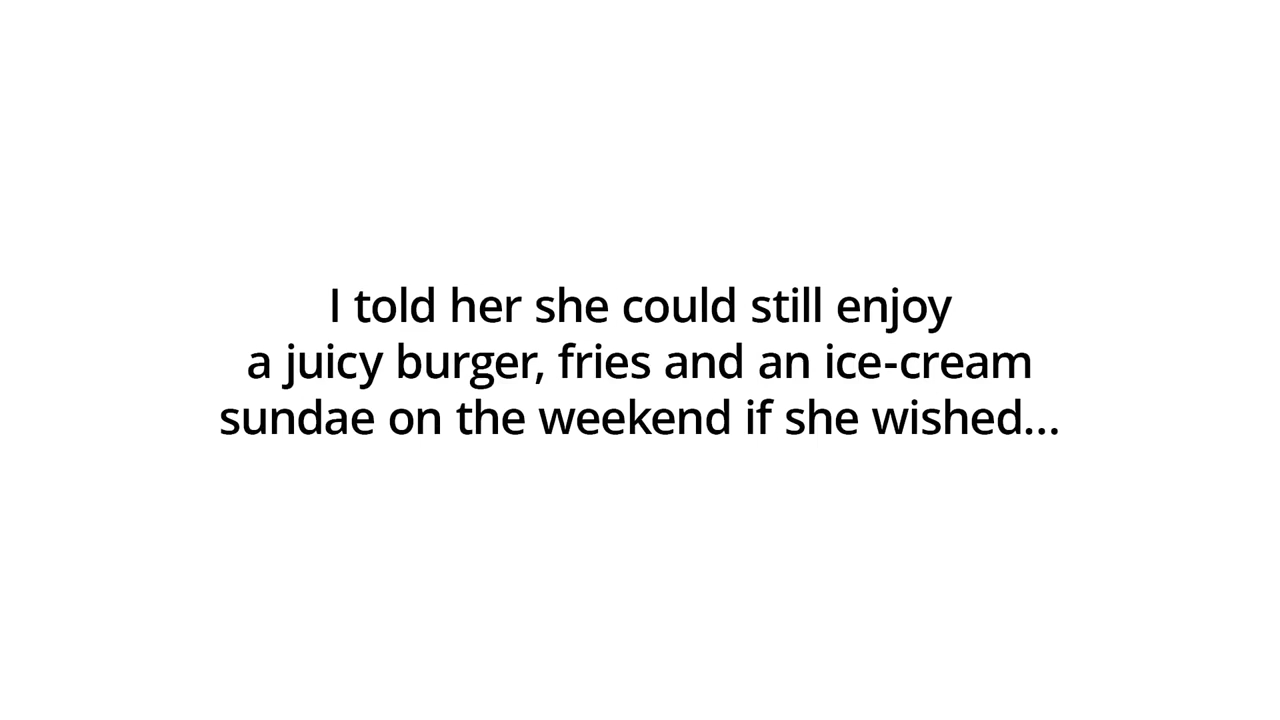 I told her she could still enjoy
a juicy burger, fries and an ice-cream
sundae on the weekend if she wished...